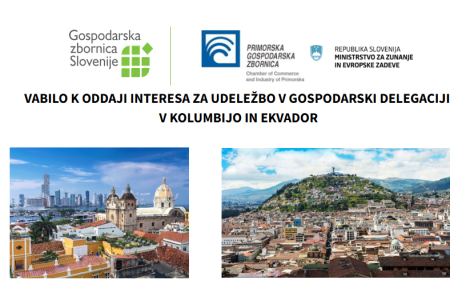 Gospodarska
zbornica
Slovenije
PRIMORSKA
GOSPODARSKA
ZBORNICA
Chamber of Commerce
and Industry of Primorska
REPUBLIKA SLOVENIJA
MINISTRSTVO ZA ZUNANJE
IN EVROPSKE ZADEVE
VABILO K ODDAJI INTERESA ZA UDELEŽBO V GOSPODARSKI DELEGACIJI
V KOLUMBIJO IN EKVADOR